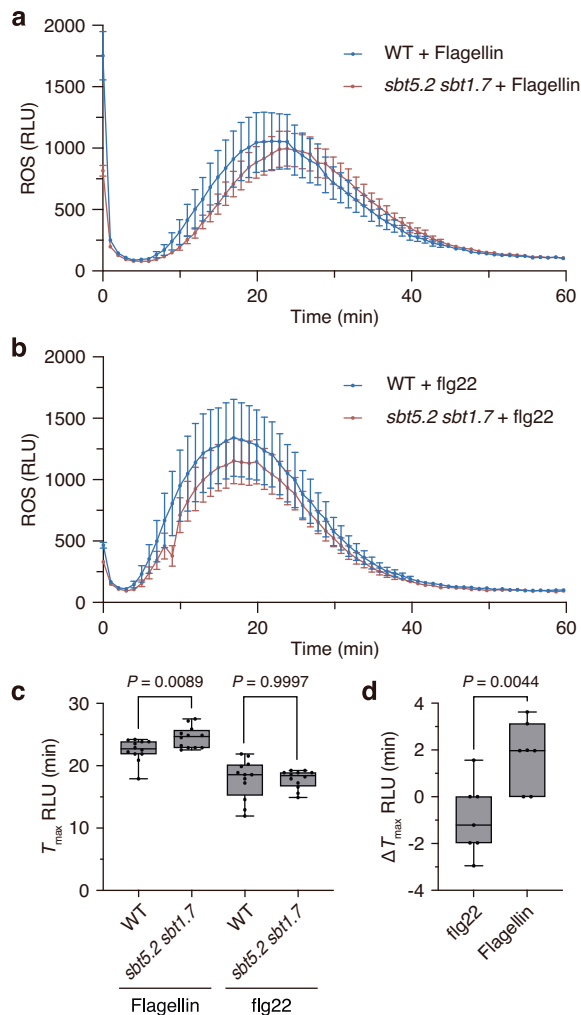 a
2000
1500
1000
500
0
ROS (RLU)
WT + Flagellin
sbt5.2 sbt1.7 + Flagellin
0
20
40
60
Time (min)
b
2000
1500
1000
500
0
ROS (RLU)
WT + flg22
sbt5.2 sbt1.7 + flg22
0
20
40
60
Time (min)
c
P = 0.0089
P = 0.9997
30
20
10
0
Tmax RLU (min)
WT
sbt5.2 sbt1.7
WT
sbt5.2 sbt1.7
Flagellin
flg22
d
P = 0.0044
4
2
0
-2
-4
ΔTmax RLU (min)
flg22
Flagellin